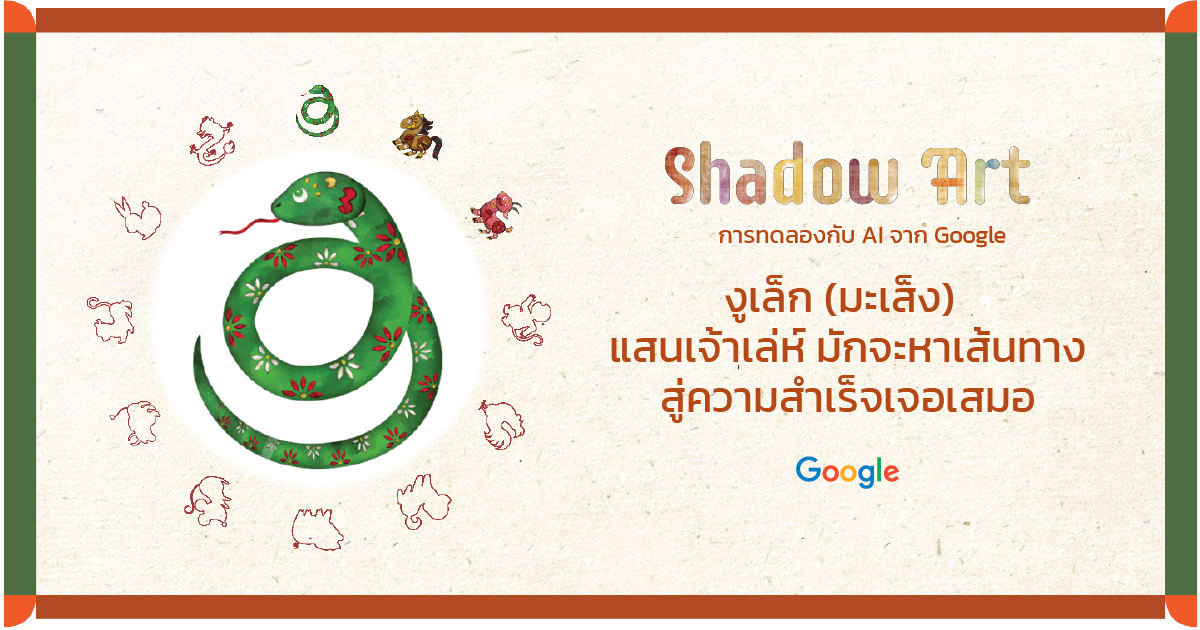 Shadow Art
การทดลองกับ AI จาก Google
งูเล็ก (มะเส็ง)
แสนเจ้าเล่ห์ มักจะหาเส้นทาง
สู่ความสำเร็จเจอเสมอ
Google